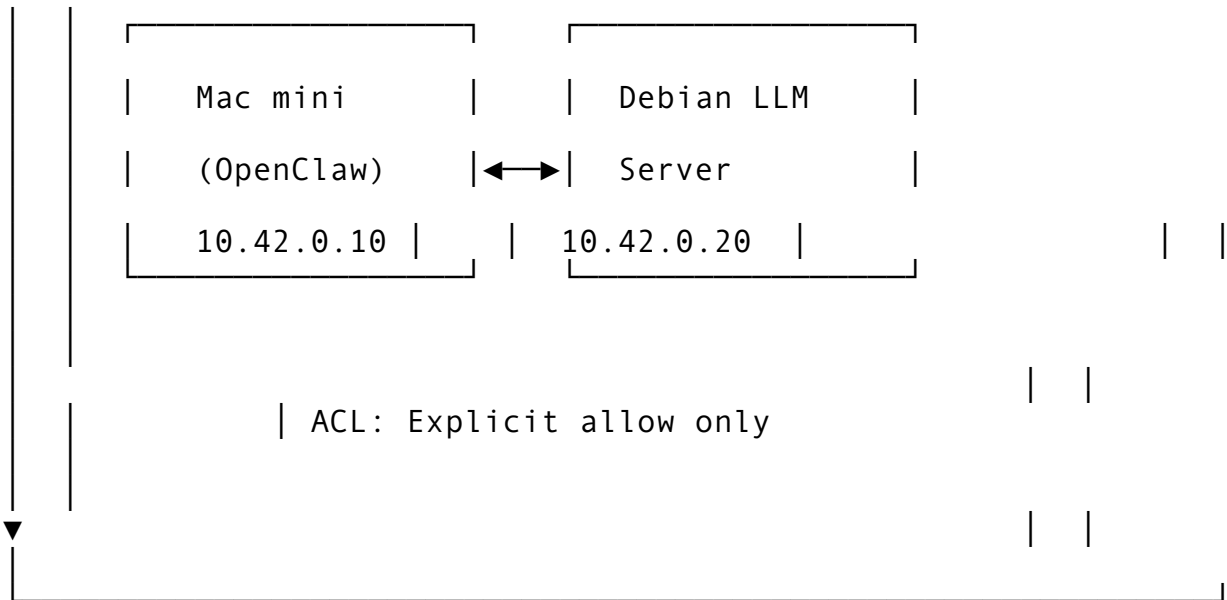 Mac mini Debian LLM
(OpenClaw) Server
10.42.0.10 10.42.0.20
ACL: Explicit allow only